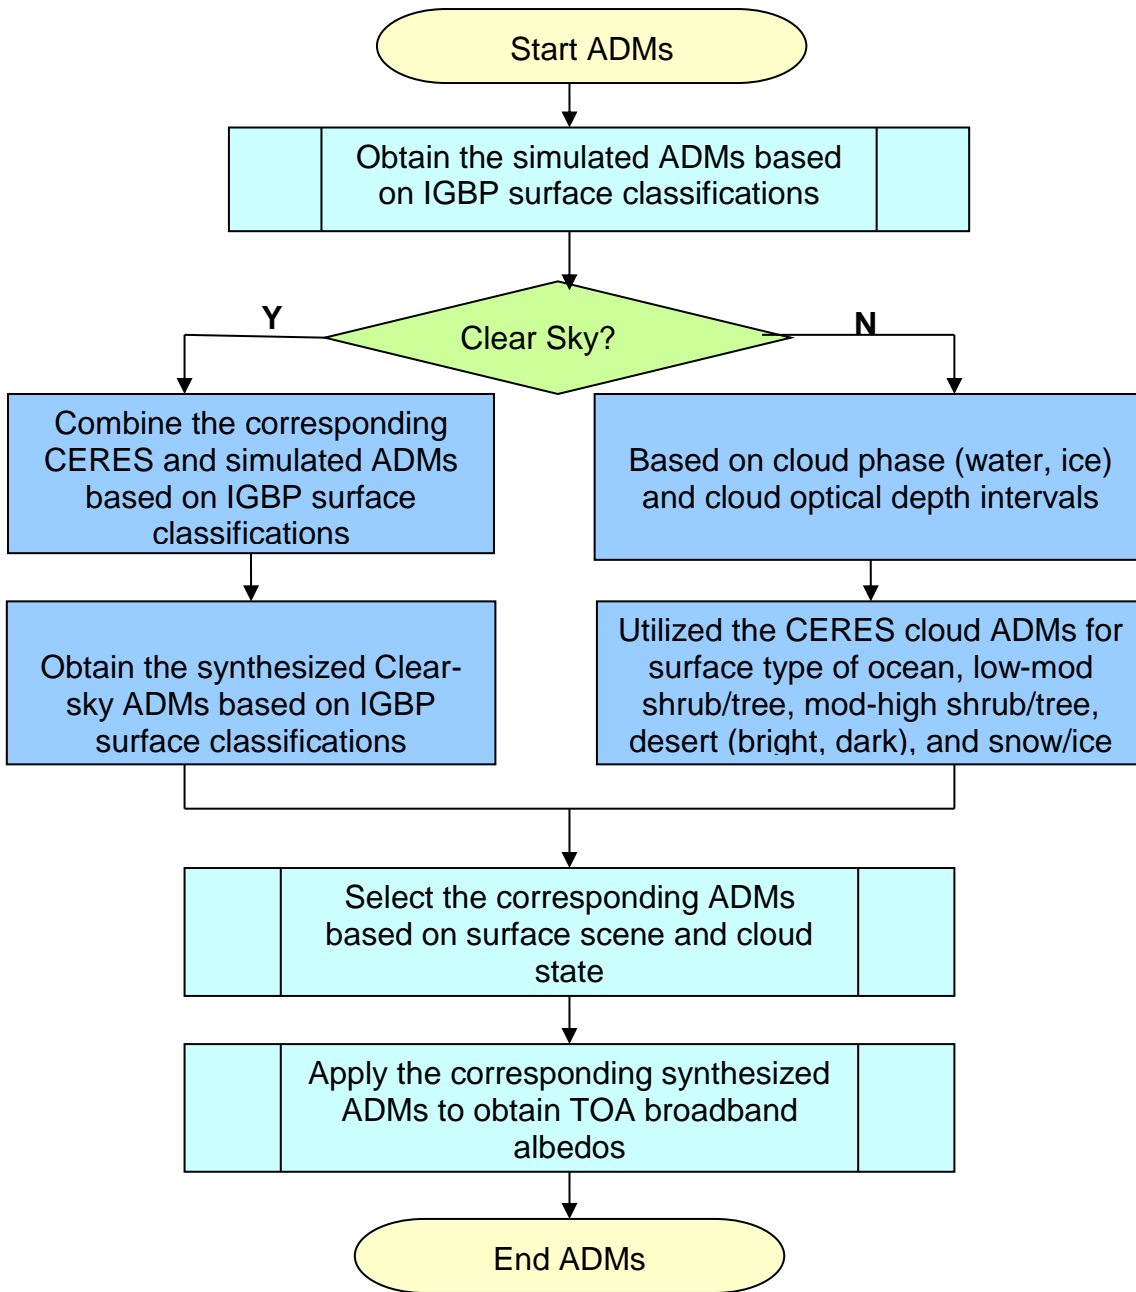 Start ADMs
Obtain the simulated ADMs based
on IGBP surface classifications
Clear Sky?
Y
N
Combine the corresponding
CERES and simulated ADMs
based on IGBP surface
classifications
Based on cloud phase (water, ice)
and cloud optical depth intervals
Obtain the synthesized Clear-
sky ADMs based on IGBP
surface classifications
Utilized the CERES cloud ADMs for
surface type of ocean, low-mod
shrub/tree, mod-high shrub/tree,
desert (bright, dark), and snow/ice
Select the corresponding ADMs
based on surface scene and cloud
state
Apply the corresponding synthesized
ADMs to obtain TOA broadband
albedos
End ADMs